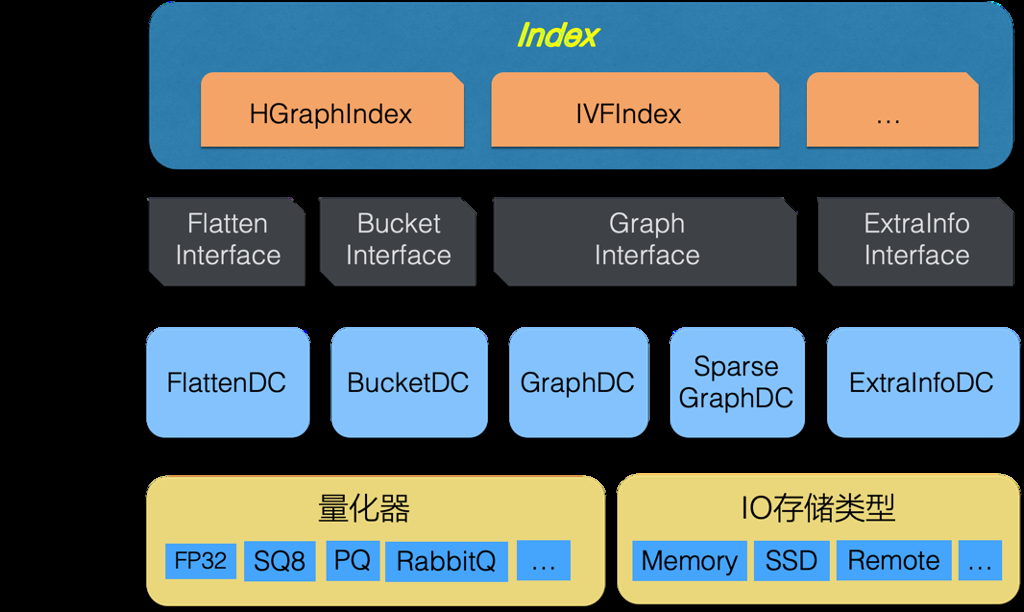 Index
HGraphIndex IVFIndex …
Flatten Bucket Graph ExtraInfo
Interface Interface Interface Interface
FlattenDC BucketDC GraphDC Sparse GraphDC ExtraInfoDC
量化器 IO存储类型
FP32 SQ8 PQ RabbitQ … Memory SSD Remote …